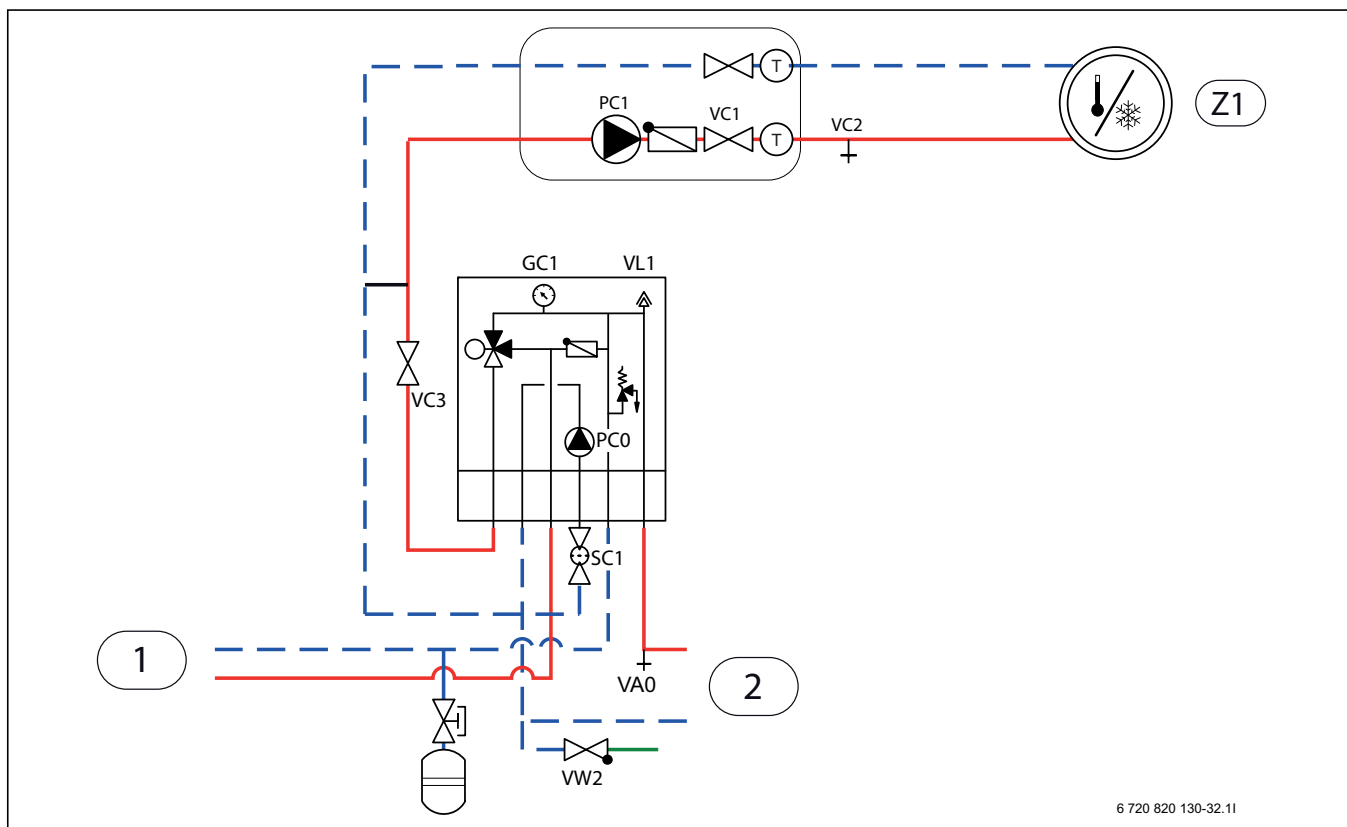 T
PC1
VC1
T
VC2
Z1
GC1
VL1
VC3
PC0
SC1
1
VA0
2
VW2
6 720 820 130-32.1I